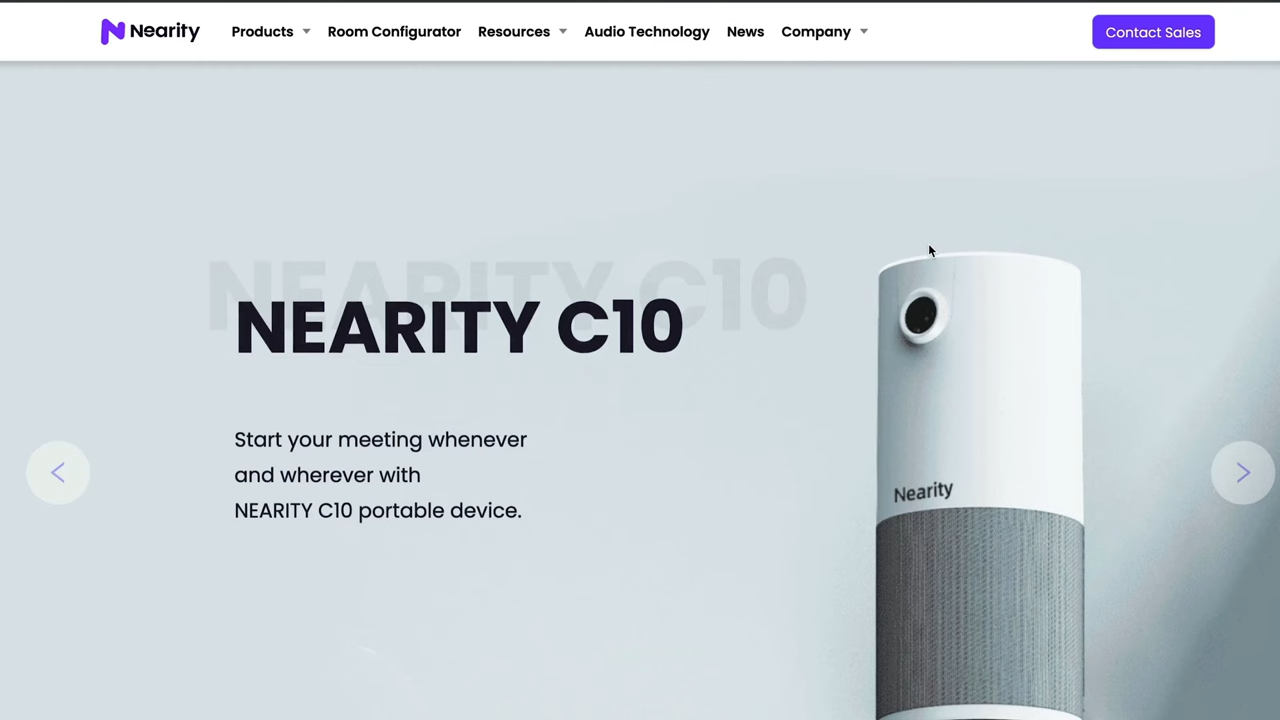 Nearity Products Room Configurator Resources Audio Technology News Company Contact Sales
NEARITY C10
NEARITY C10
Start your meeting whenever
and wherever with
NEARITY C10 portable device.
Nearity